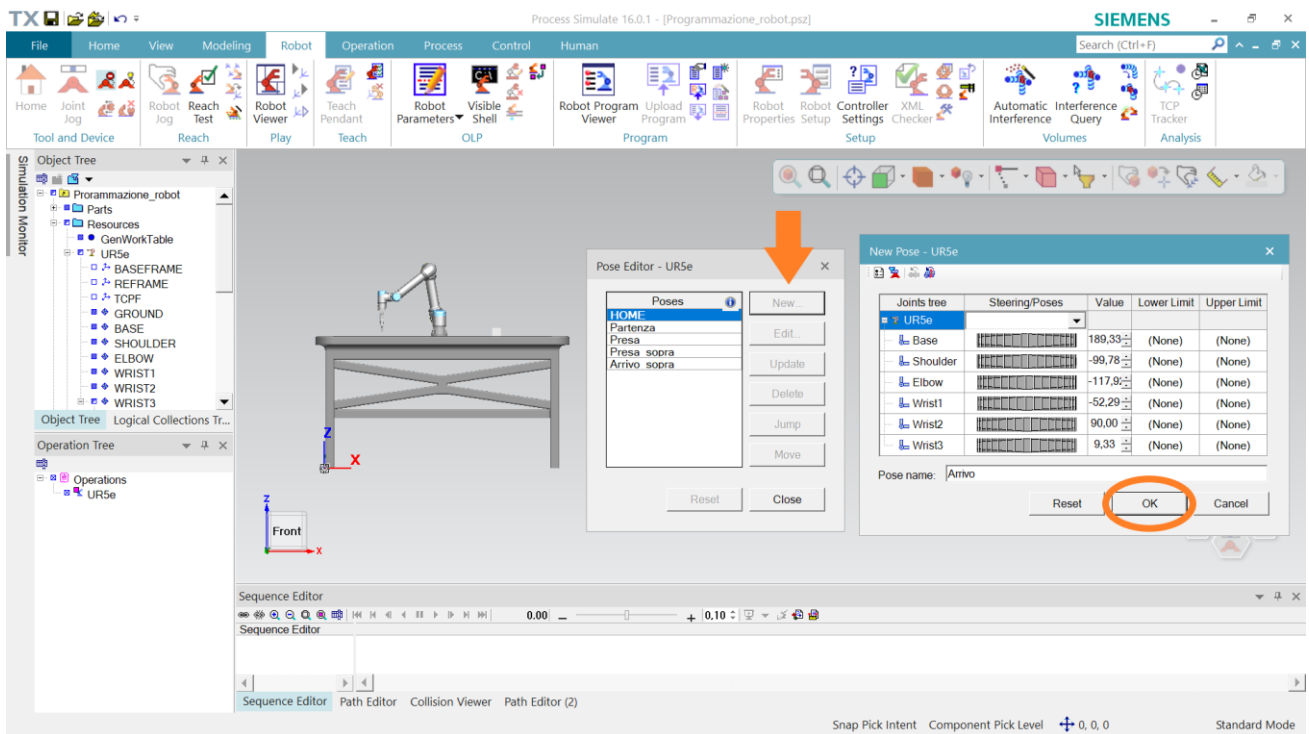 TX Process Simulate 16.0.1 - [Programmazione_robot.psz] SIEMENS
File Home View Modeling Robot Operation Process Control Human Search (Ctrl+F)
Home Joint Jog Robot Jog Reach Test Robot Viewer Teach Pendant Robot Parameters Visible Shell Robot Program Viewer Upload Program Robot Properties Robot Setup Controller Settings XML Checker Automatic Interference Interference Query TCP Tracker
Tool and Device Reach Play Teach OLP Program Setup Volumes Analysis
Simulation Monitor
Object Tree
Prorammazione_robot
Parts
Resources
GenWorkTable
UR5e
BASEFRAME
REFRAME
TCPF
GROUND
BASE
SHOULDER
ELBOW
WRIST1
WRIST2
WRIST3
Object Tree Logical Collections Tr...
Operation Tree
Operations
UR5e
Z
X
Z
Front
X
Pose Editor - UR5e
Poses
HOME
Partenza
Presa
Presa sopra
Arrivo sopra
New...
Edit...
Update
Delete
Jump
Move
Reset Close
New Pose - UR5e
Joints tree Steering/Poses Value Lower Limit Upper Limit
UR5e
Base 189,33 (None) (None)
Shoulder -99,78 (None) (None)
Elbow -117,9 (None) (None)
Wrist1 -52,29 (None) (None)
Wrist2 90,00 (None) (None)
Wrist3 9,33 (None) (None)
Pose name: Arrivo
Reset OK Cancel
Sequence Editor
0.00 0,10
Sequence Editor
Sequence Editor Path Editor Collision Viewer Path Editor (2)
Snap Pick Intent Component Pick Level 0, 0, 0 Standard Mode